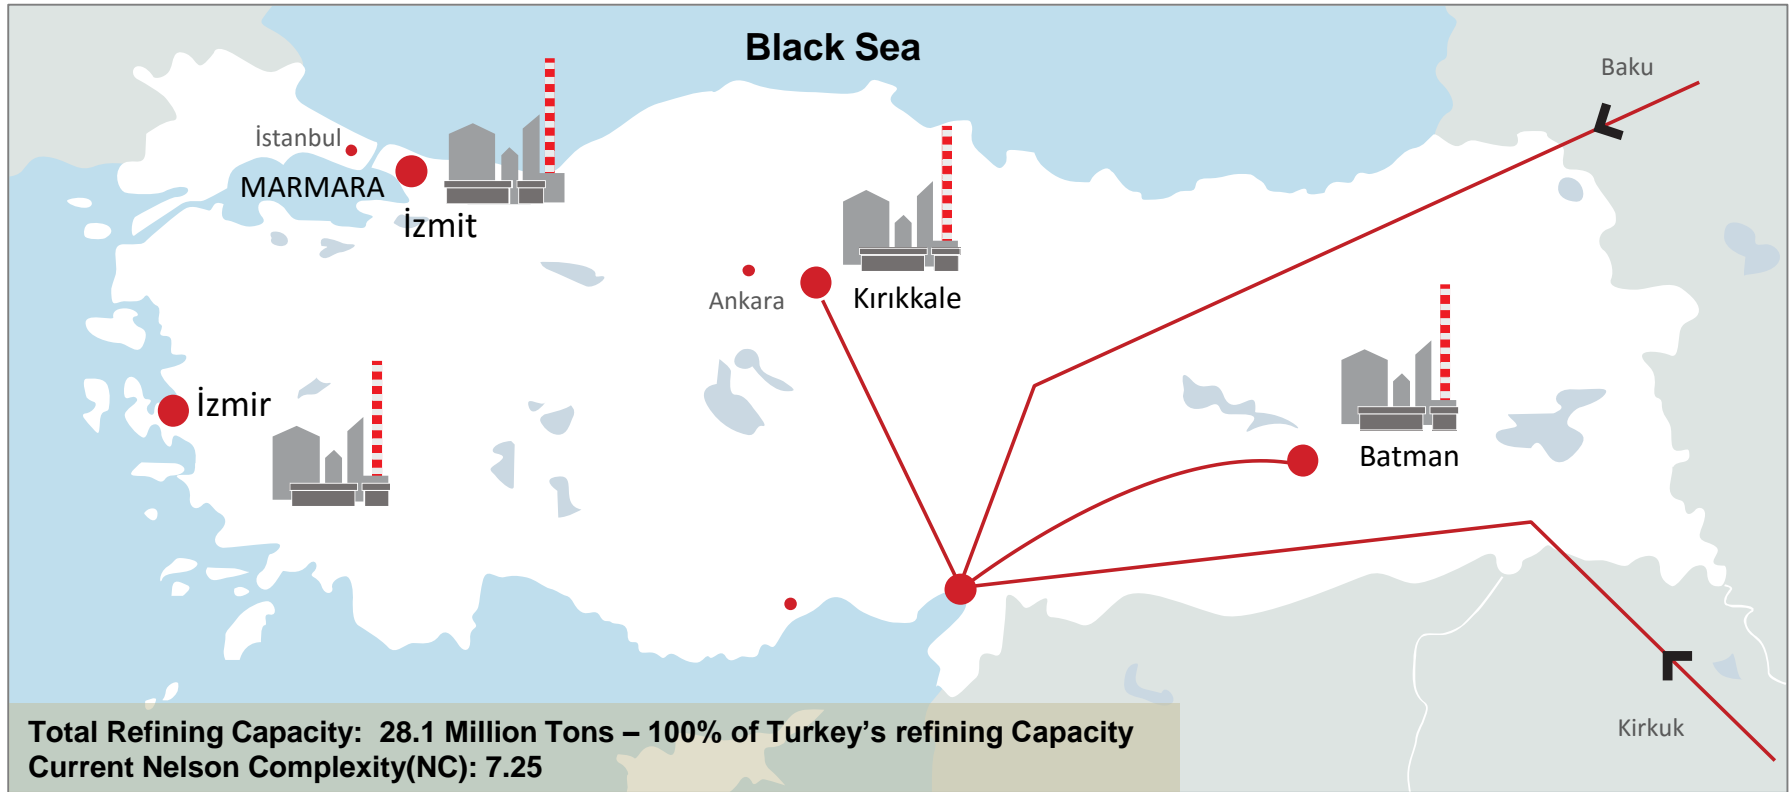 Black Sea
Baku
İstanbul
MARMARA
İzmit
Ankara
Kırıkkale
İzmir
Batman
Kirkuk
Total Refining Capacity: 28.1 Million Tons – 100% of Turkey's refining Capacity
Current Nelson Complexity(NC): 7.25